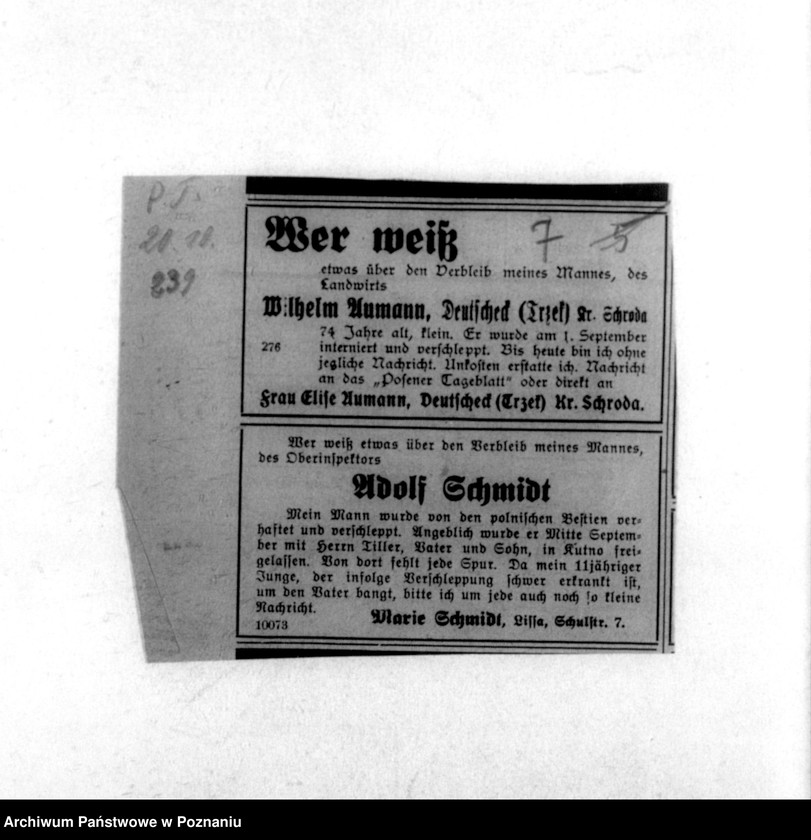 P. T.
20.10.
239
7 5
Wer weiß
etwas über den Verbleib meines Mannes, des
Landwirts
Wilhelm Aumann, Deutscheck (Trzek) Kr. Schroda
74 Jahre alt, klein. Er wurde am 1. September
276 interniert und verschleppt. Bis heute bin ich ohne
jegliche Nachricht. Unkosten erstatte ich. Nachricht
an das „Posener Tageblatt“ oder direkt an
Frau Elise Aumann, Deutscheck (Trzek) Kr. Schroda.
Wer weiß etwas über den Verbleib meines Mannes,
des Oberinspektors
Adolf Schmidt
Mein Mann wurde von den polnischen Bestien ver-
haftet und verschleppt. Angeblich wurde er Mitte Septem-
ber mit Herrn Tiller, Vater und Sohn, in Kutno frei-
gelassen. Von dort fehlt jede Spur. Da mein 11jähriger
Junge, der infolge Verschleppung schwer erkrankt ist,
um den Vater bangt, bitte ich um jede auch noch so kleine
Nachricht.
10073 Marie Schmidt, Lissa, Schulstr. 7.
Archiwum Państwowe w Poznaniu